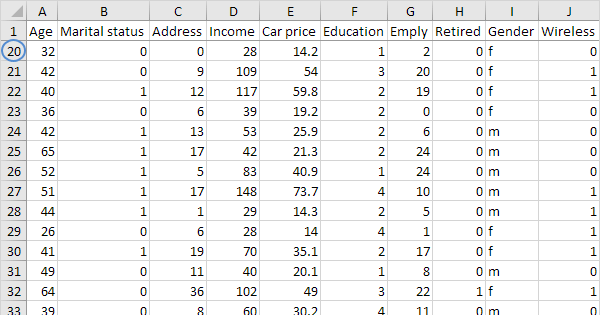 A B C D E F G H I J
1 Age Marital status Address Income Car price Education Emply Retired Gender Wireless
20 32 0 0 28 14.2 1 2 0 f 0
21 42 0 9 109 54 3 20 0 f 1
22 40 1 12 117 59.8 2 19 0 f 1
23 36 0 6 39 19.2 2 0 0 f 0
24 42 1 13 53 25.9 2 6 0 m 0
25 65 1 17 42 21.3 2 24 0 m 0
26 52 1 5 83 40.9 1 24 0 m 0
27 51 1 17 148 73.7 4 10 0 m 1
28 44 1 1 29 14.3 2 5 0 m 1
29 26 0 6 28 14 4 1 0 f 0
30 41 1 19 70 35.1 2 17 0 f 1
31 49 0 11 40 20.1 1 8 0 m 0
32 64 0 36 102 49 3 22 1 f 1
33 39 0 8 60 30.2 4 11 0 m 0